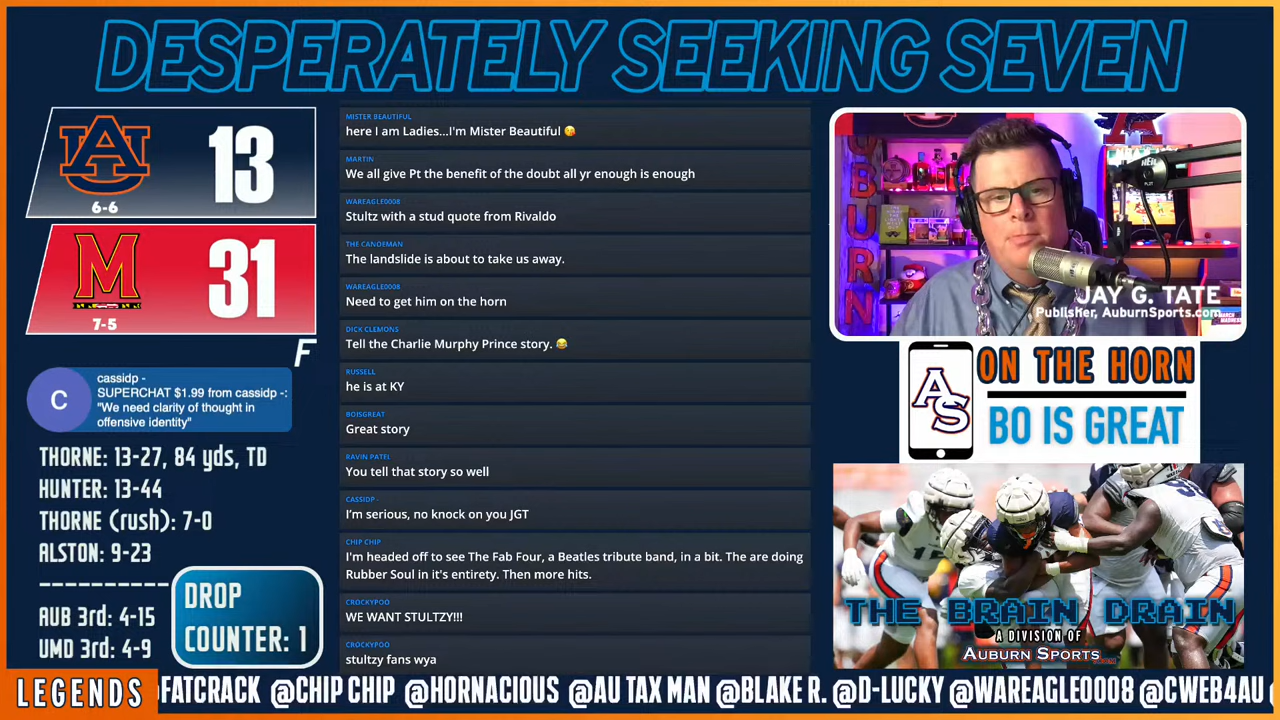 DESPERATELY SEEKING SEVEN
13
6-6
31
7-5
F
C
cassidp -
SUPERCHAT $1.99 from cassidp -:
"We need clarity of thought in
offensive identity"
THORNE: 13-27, 84 yds, TD
HUNTER: 13-44
THORNE (rush): 7-0
ALSTON: 9-23
AUB 3rd: 4-15
UMD 3rd: 4-9
DROP
COUNTER: 1
MISTER BEAUTIFUL
here I am Ladies...I'm Mister Beautiful 😘
MARTIN
We all give Pt the benefit of the doubt all yr enough is enough
WAREAGLE0008
Stultz with a stud quote from Rivaldo
THE CANOEMAN
The landslide is about to take us away.
WAREAGLE0008
Need to get him on the horn
DICK CLEMONS
Tell the Charlie Murphy Prince story. 😂
RUSSELL
he is at KY
BOISGREAT
Great story
RAVIN PATEL
You tell that story so well
CASSIDP -
I'm serious, no knock on you JGT
CHIP CHIP
I'm headed off to see The Fab Four, a Beatles tribute band, in a bit. The are doing
Rubber Soul in it's entirety. Then more hits.
CROCKYPOO
WE WANT STULTZY!!!
CROCKYPOO
stultzy fans wya
JAY G. TATE
Publisher, AuburnSports.com
AS
ON THE HORN
BO IS GREAT
THE BRAIN DRAIN
A DIVISION OF
AUBURN SPORTS.COM
LEGENDS
FATCRACK @CHIP CHIP @HORNACIOUS @AU TAX MAN @BLAKE R. @D-LUCKY @WAREAGLE0008 @CWEB4AU